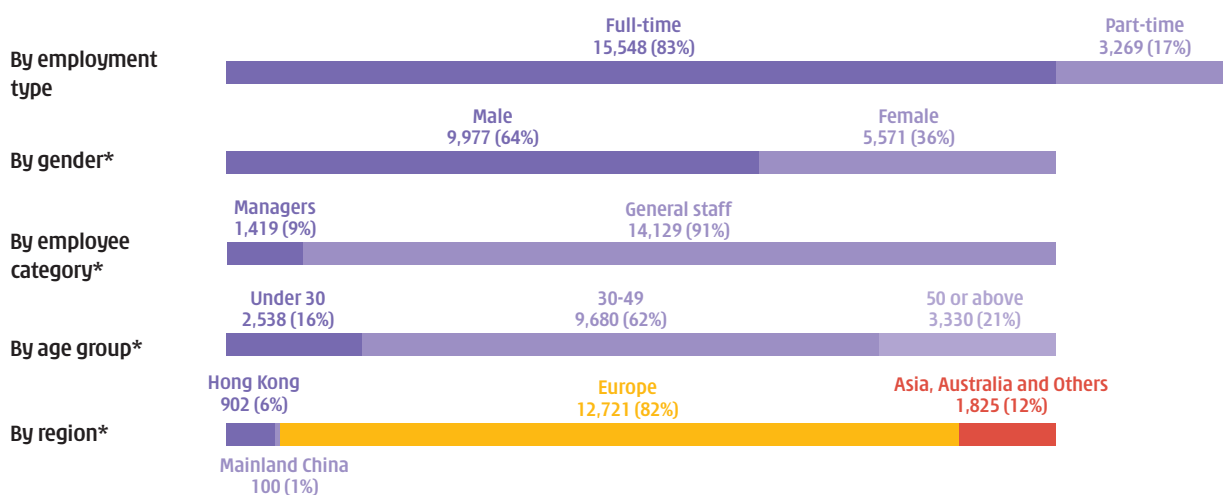 Full-time
15,548 (83%)
Part-time
3,269 (17%)
By employment
type
Male
9,977 (64%)
Female
5,571 (36%)
By gender*
Managers
1,419 (9%)
General staff
14,129 (91%)
By employee
category*
Under 30
2,538 (16%)
30-49
9,680 (62%)
50 or above
3,330 (21%)
By age group*
Hong Kong
902 (6%)
Europe
12,721 (82%)
Asia, Australia and Others
1,825 (12%)
By region*
Mainland China
100 (1%)